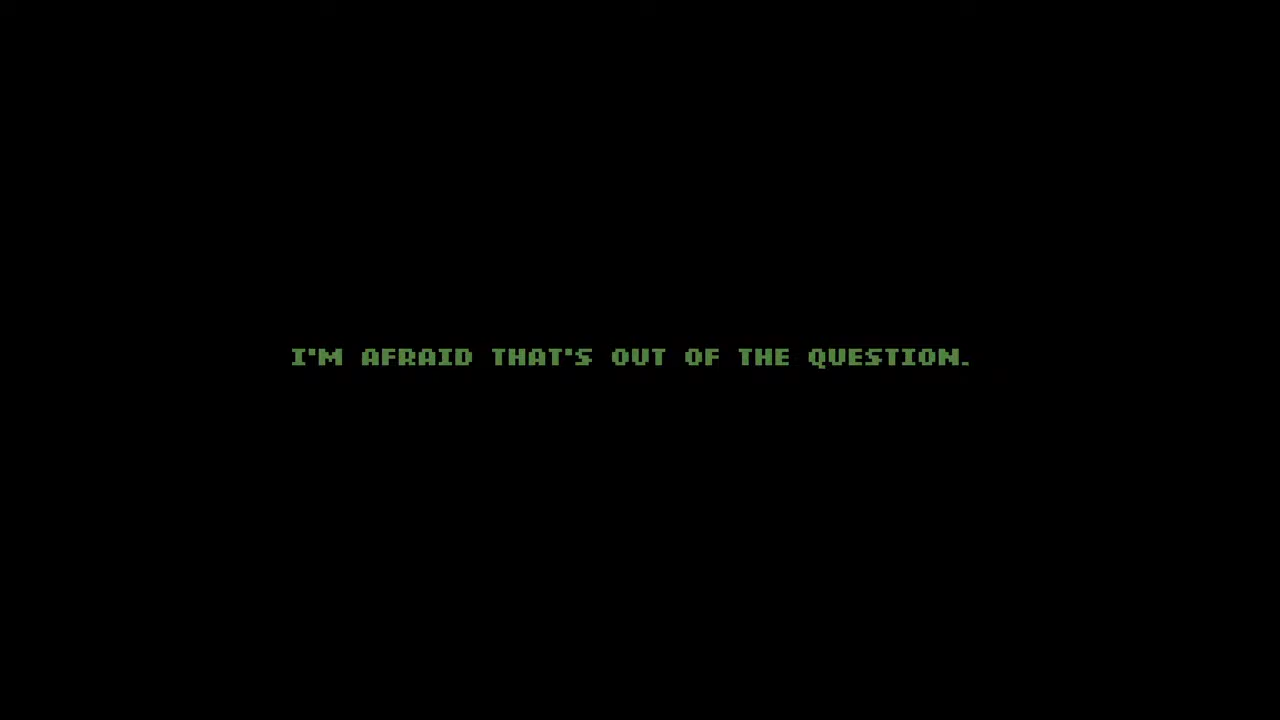 I'M AFRAID THAT'S OUT OF THE QUESTION.